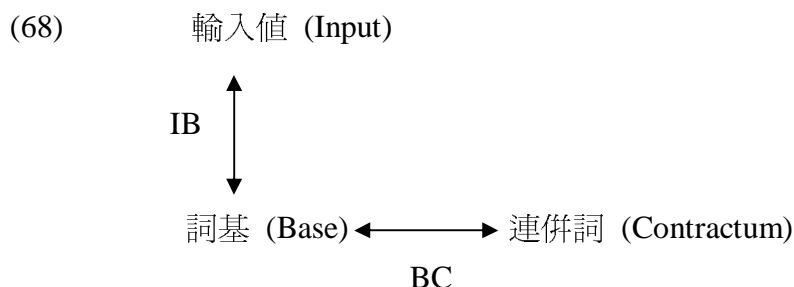 (68) 輸入值 (Input)
IB
詞基 (Base) 連併詞 (Contractum)
BC